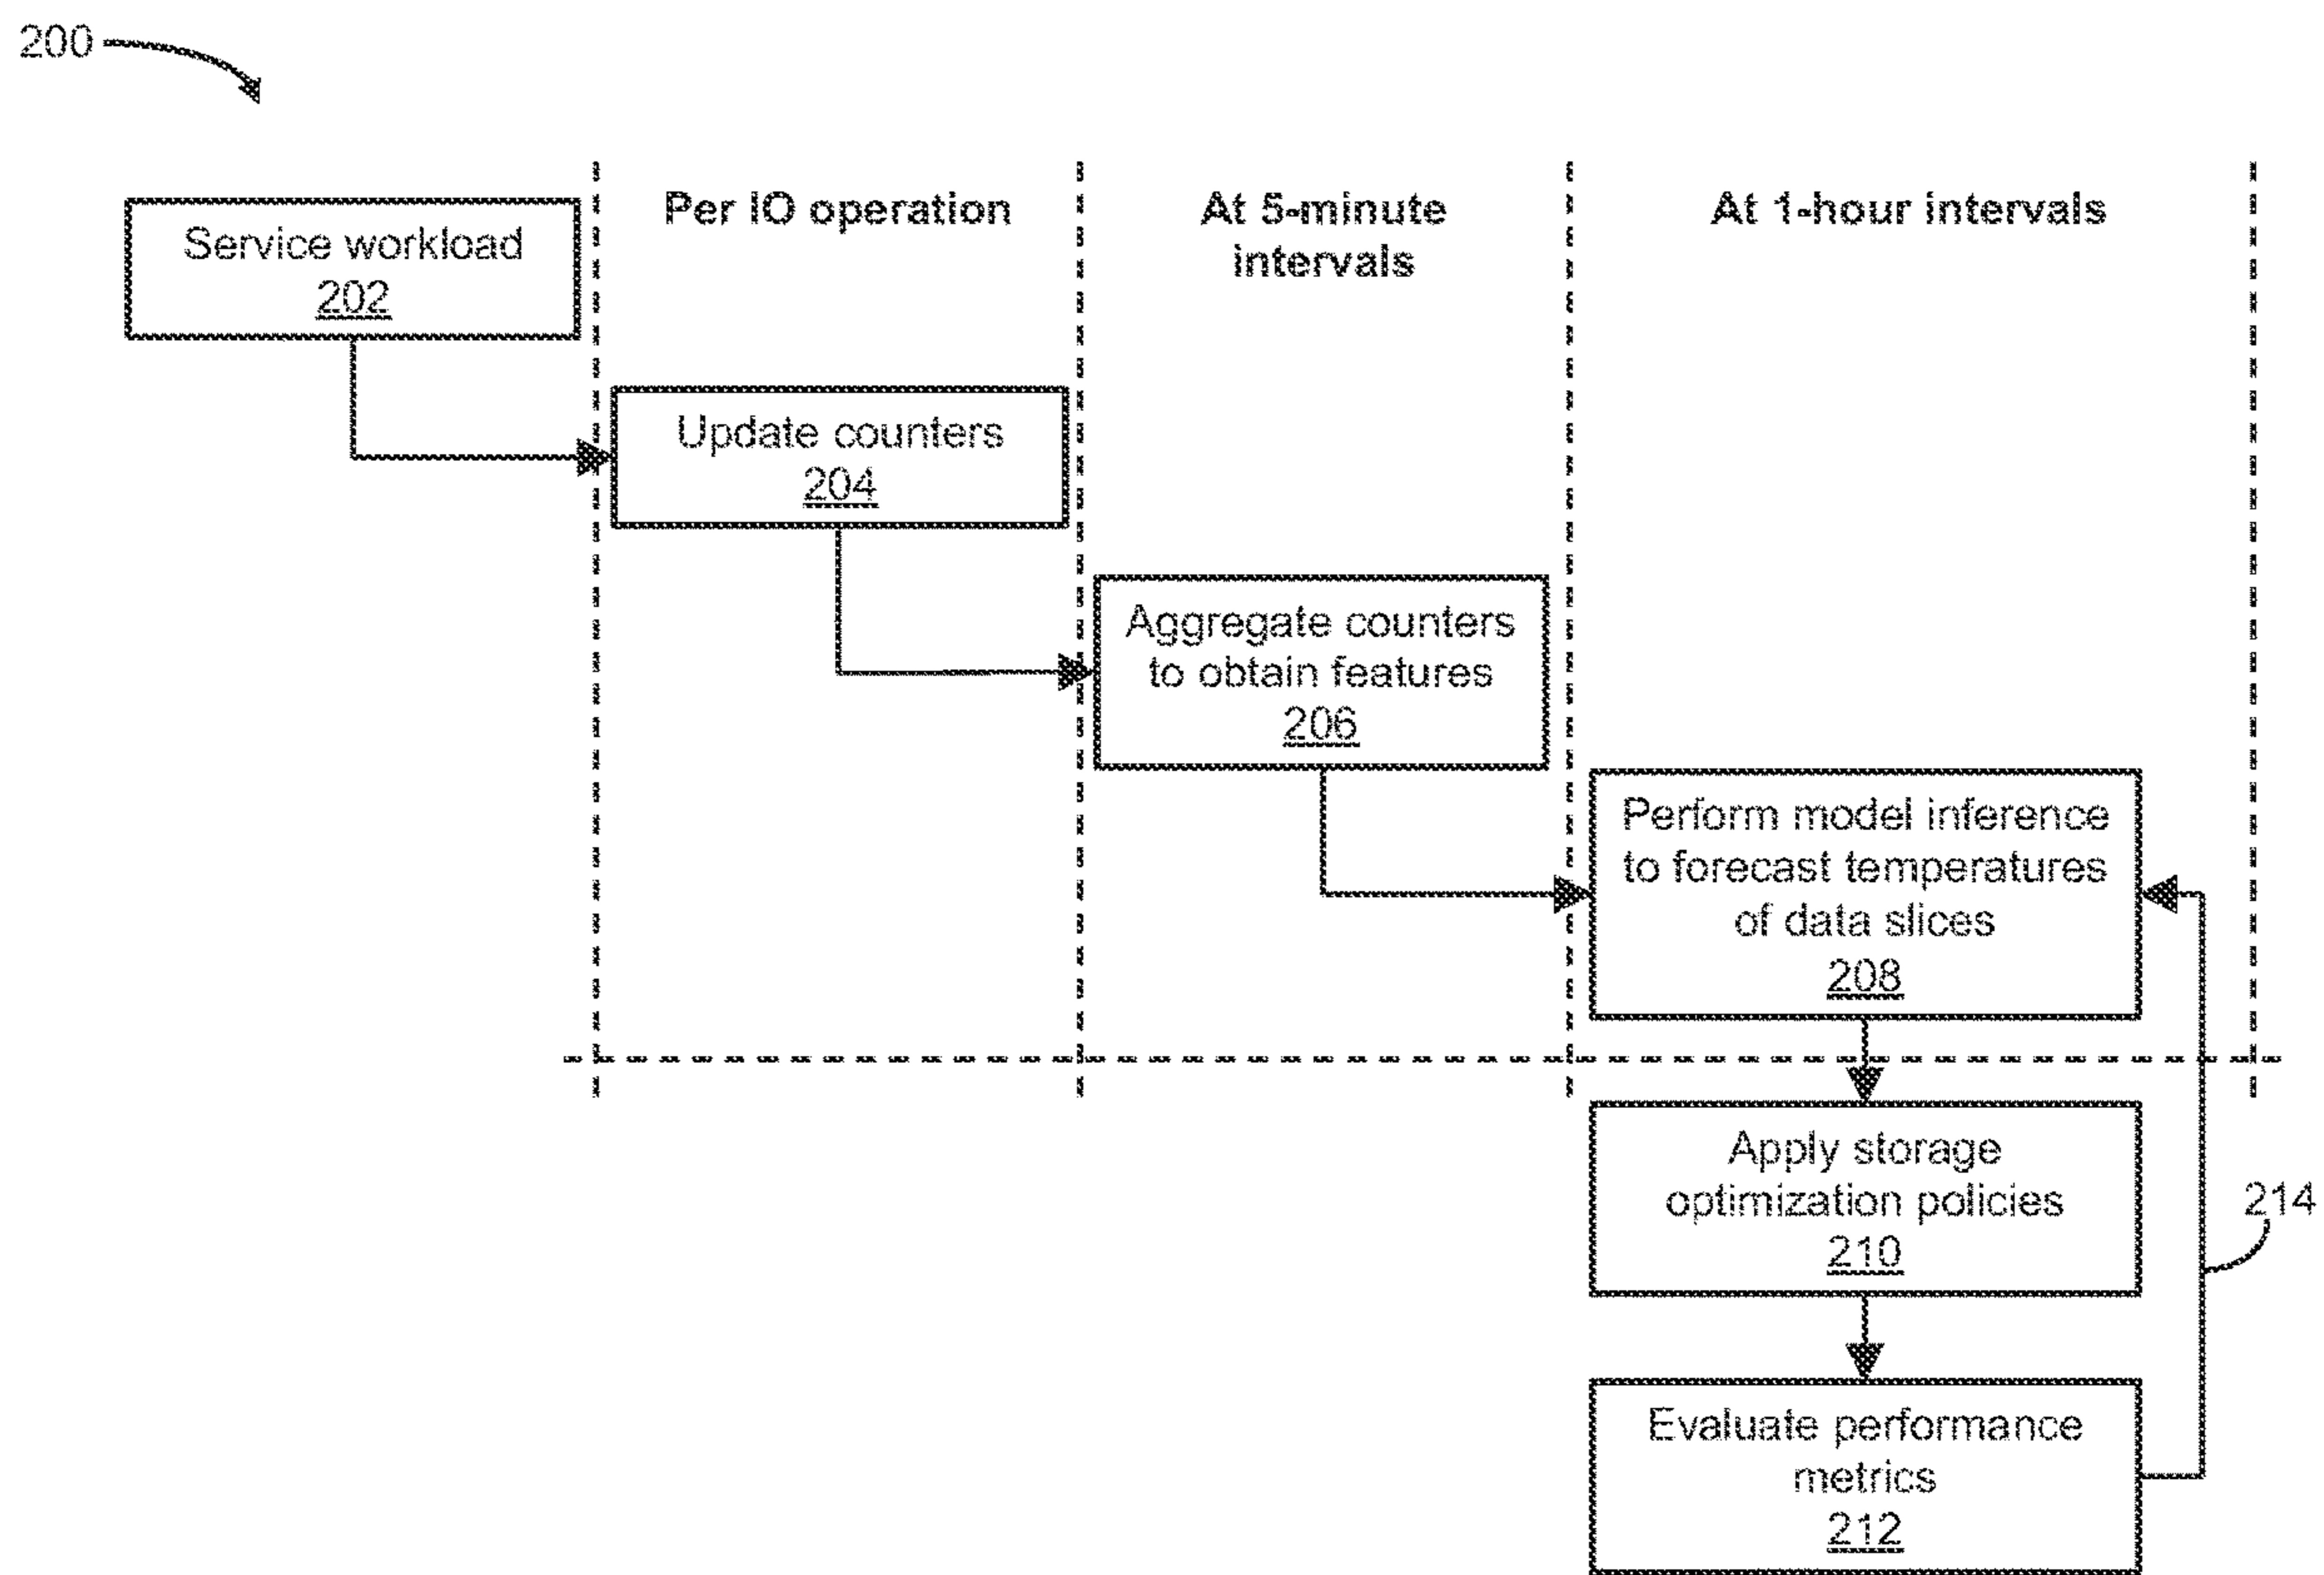 200
Service workload
202
Per IO operation
At 5-minute
intervals
At 1-hour intervals
Update counters
204
Aggregate counters
to obtain features
206
Perform model inference
to forecast temperatures
of data slices
208
Apply storage
optimization policies
210
214
Evaluate performance
metrics
212